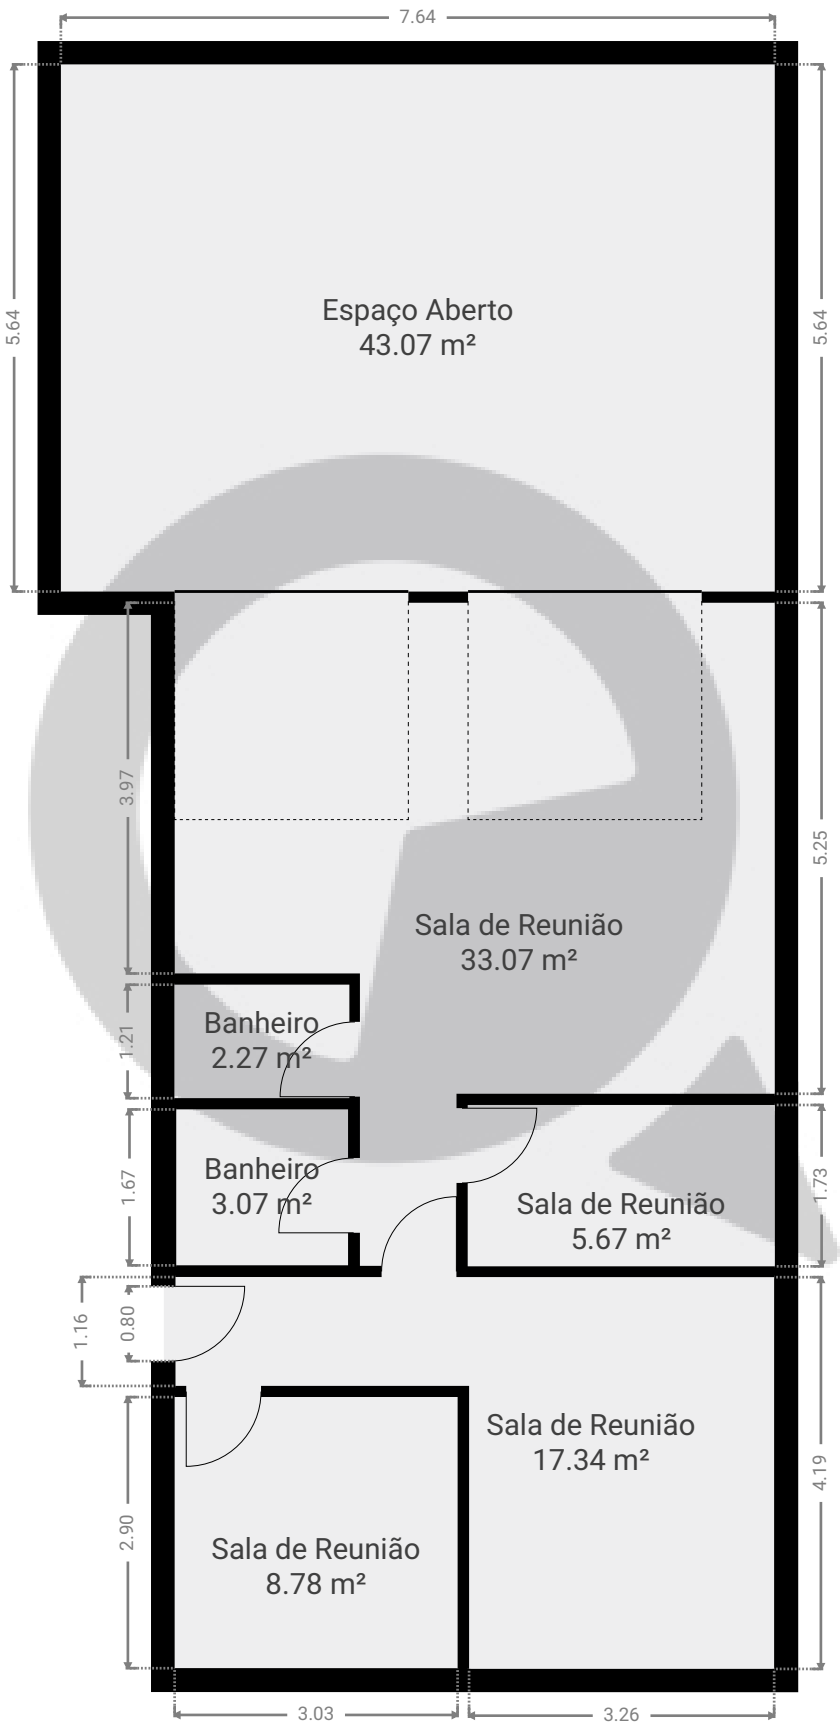 7.64
5.64
5.64
Espaço Aberto
43.07 m²
3.97
5.25
Sala de Reunião
33.07 m²
1.21
Banheiro
2.27 m²
1.67
Banheiro
3.07 m²
1.73
Sala de Reunião
5.67 m²
1.16
0.80
Sala de Reunião
17.34 m²
4.19
2.90
Sala de Reunião
8.78 m²
3.03
3.26